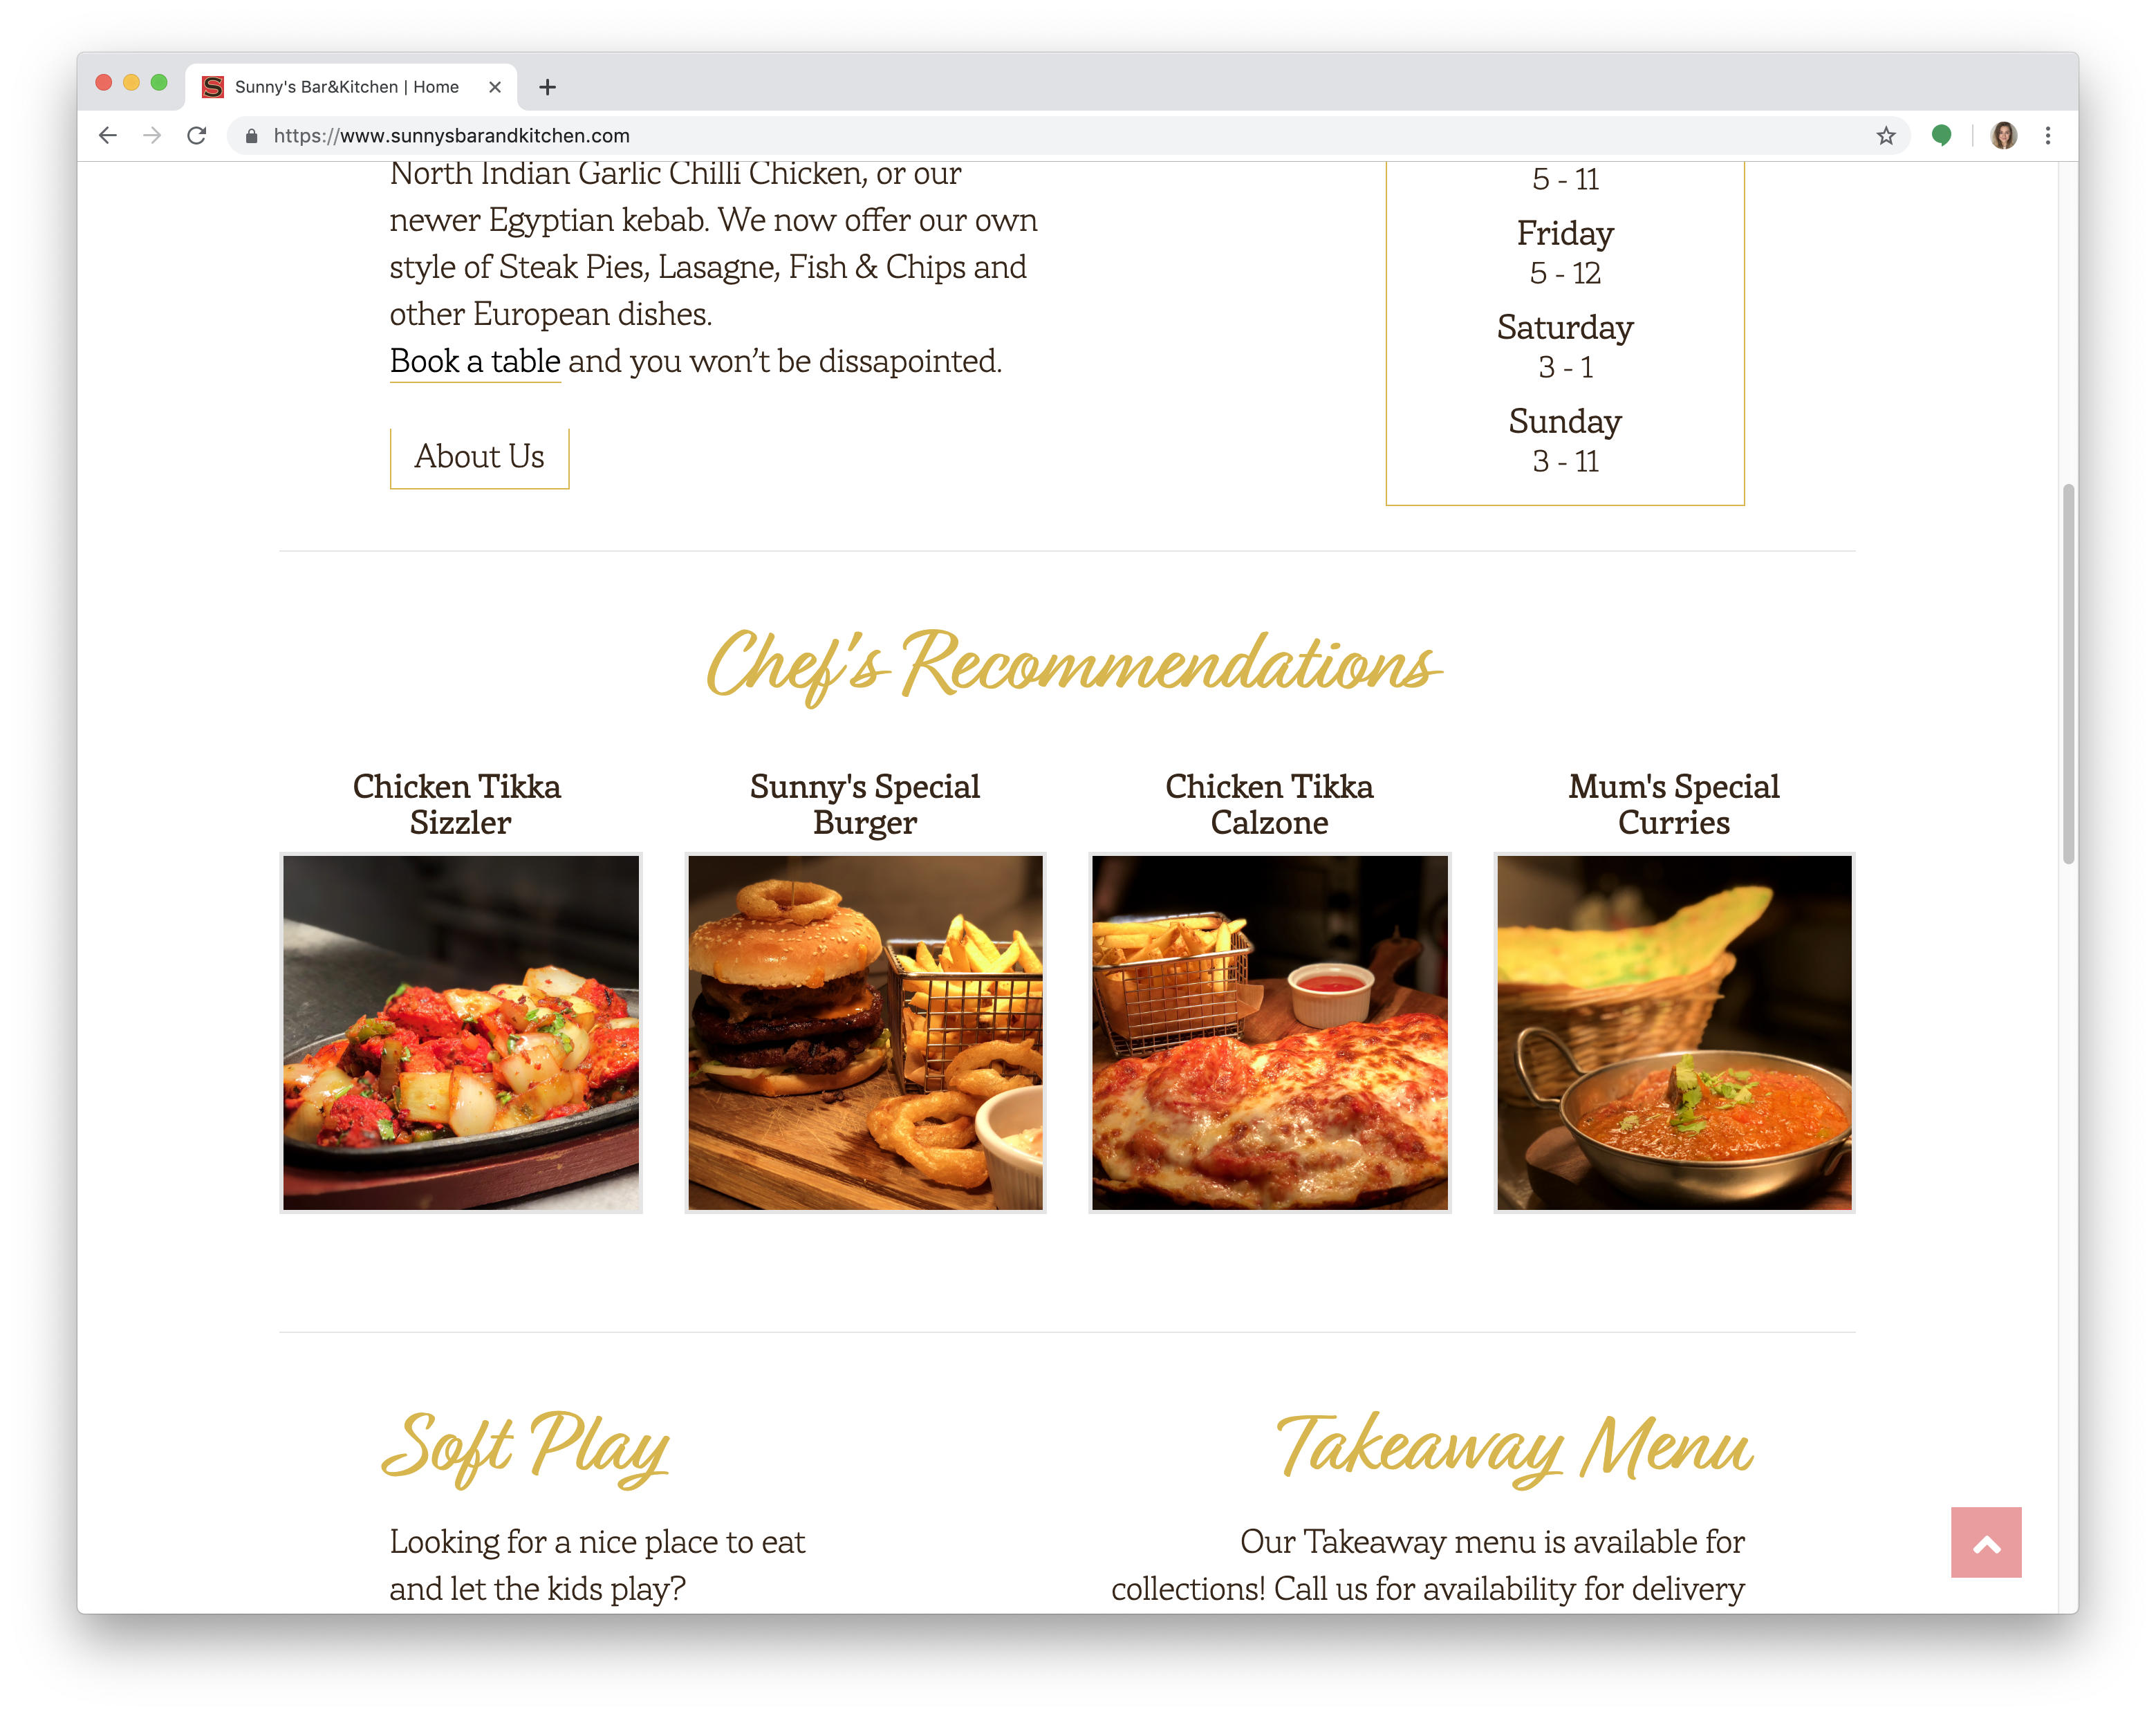 Sunny's Bar&Kitchen | Home
https://www.sunnysbarandkitchen.com
North Indian Garlic Chilli Chicken, or our
newer Egyptian kebab. We now offer our own
style of Steak Pies, Lasagne, Fish & Chips and
other European dishes.
Book a table and you won’t be dissapointed.
About Us
5 - 11
Friday
5 - 12
Saturday
3 - 1
Sunday
3 - 11
Chef's Recommendations
Chicken Tikka
Sizzler
Sunny's Special
Burger
Chicken Tikka
Calzone
Mum's Special
Curries
Soft Play
Looking for a nice place to eat
and let the kids play?
Takeaway Menu
Our Takeaway menu is available for
collections! Call us for availability for delivery